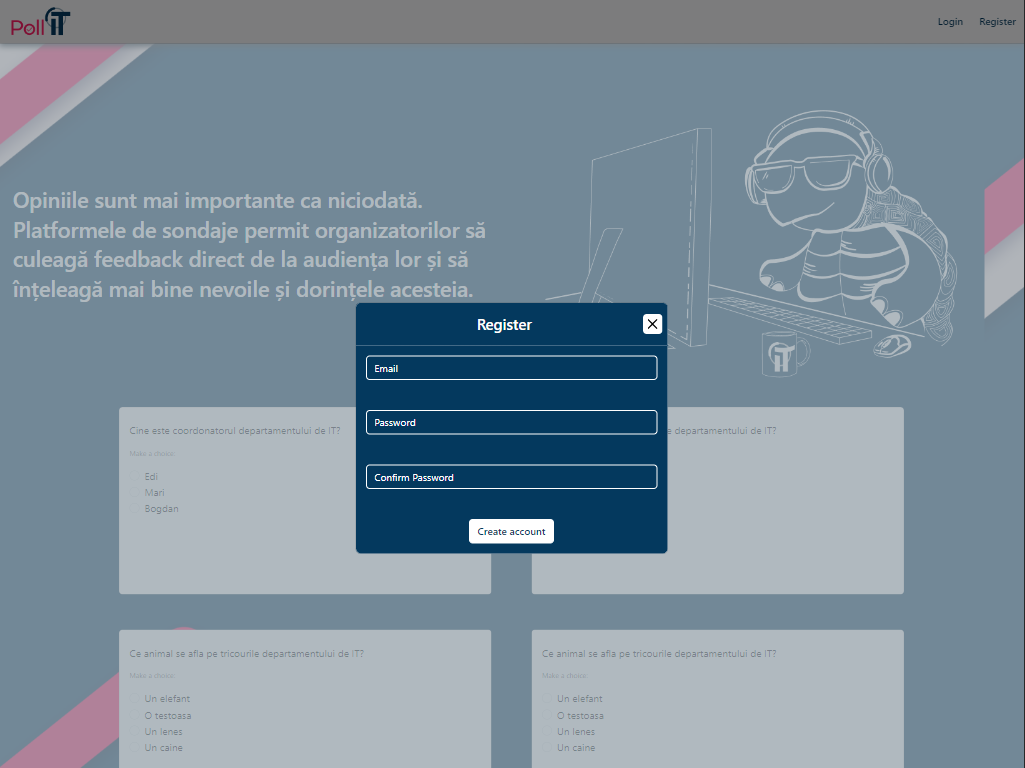 Poll iT
Login
Register
Opiniile sunt mai importante ca niciodată.
Platformele de sondaje permit organizatorilor să
culeagă feedback direct de la audiența lor și să
înțeleagă mai bine nevoile și dorințele acesteia.
iT
Register
Email
Password
Confirm Password
Create account
Cine este coordonatorul departamentului de IT?
Make a choice:
Edi
Mari
Bogdan
departamentului de IT?
Ce animal se afla pe tricourile departamentului de IT?
Make a choice:
Un elefant
O testoasa
Un lenes
Un caine
Ce animal se afla pe tricourile departamentului de IT?
Make a choice:
Un elefant
O testoasa
Un lenes
Un caine